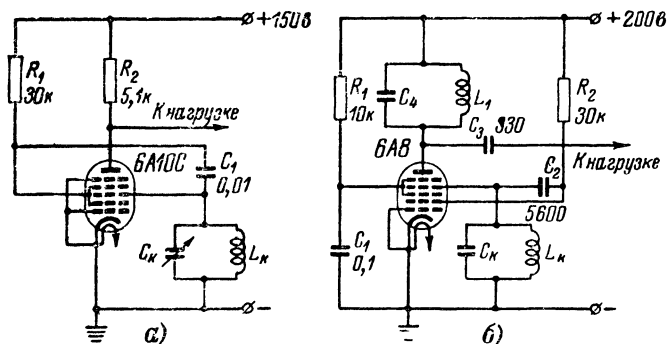 +150в
R₁
30к
R₂
5,1к
К нагрузке
6А10С
C₁
0,01
Cк
Lк
−
а)
+200в
R₁
10к
C₄
L₁
R₂
30к
C₃
330
6А8
К нагрузке
C₂
5600
C₁
0,1
Cк
Lк
−
б)